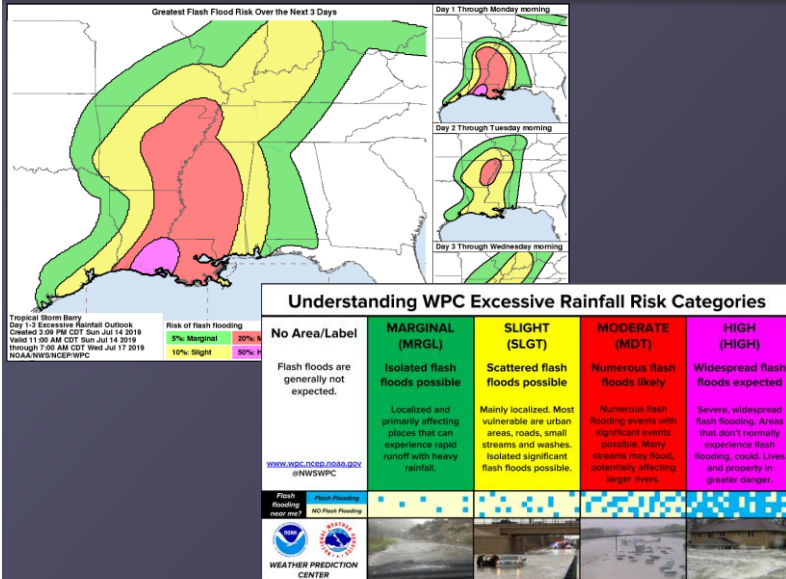 Greatest Flash Flood Risk Over the Next 3 Days
Tropical Storm Barry
Day 1-3 Excessive Rainfall Outlook
Created 3:09 PM CDT Sun Jul 14 2019
Valid 11:00 AM CDT Sun Jul 14 2019
through 7:00 AM CDT Wed Jul 17 2019
NOAA/NWS/NCEP/WPC
Risk of flash flooding
5%: Marginal
20%: M
10%: Slight
50%: H
Day 1 Through Monday morning
Day 2 Through Tuesday morning
Day 3 Through Wednesday morning
Understanding WPC Excessive Rainfall Risk Categories
No Area/Label
Flash floods are
generally not
expected.
www.wpc.ncep.noaa.gov
@NWSWPC
MARGINAL
(MRGL)
Isolated flash
floods possible
Localized and
primarily affecting
places that can
experience rapid
runoff with heavy
rainfall.
SLIGHT
(SLGT)
Scattered flash
floods possible
Mainly localized. Most
vulnerable are urban
areas, roads, small
streams and washes.
Isolated significant
flash floods possible.
MODERATE
(MDT)
Numerous flash
floods likely
Numerous flash
flooding events with
significant events
possible. Many
streams may flood,
potentially affecting
larger rivers.
HIGH
(HIGH)
Widespread flash
floods expected
Severe, widespread
flash flooding. Areas
that don't normally
experience flash
flooding, could. Lives
and property in
greater danger.
Flash
flooding
near me?
Flash Flooding
NO Flash Flooding
NOAA
NATIONAL WEATHER SERVICE
WEATHER PREDICTION
CENTER